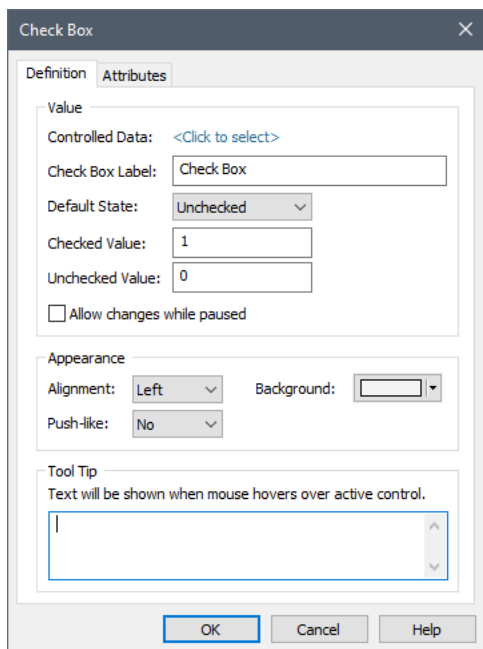 Check Box
Definition Attributes
Value
Controlled Data: <Click to select>
Check Box Label: Check Box
Default State: Unchecked
Checked Value: 1
Unchecked Value: 0
Allow changes while paused
Appearance
Alignment: Left Background:
Push-like: No
Tool Tip
Text will be shown when mouse hovers over active control.
OK Cancel Help